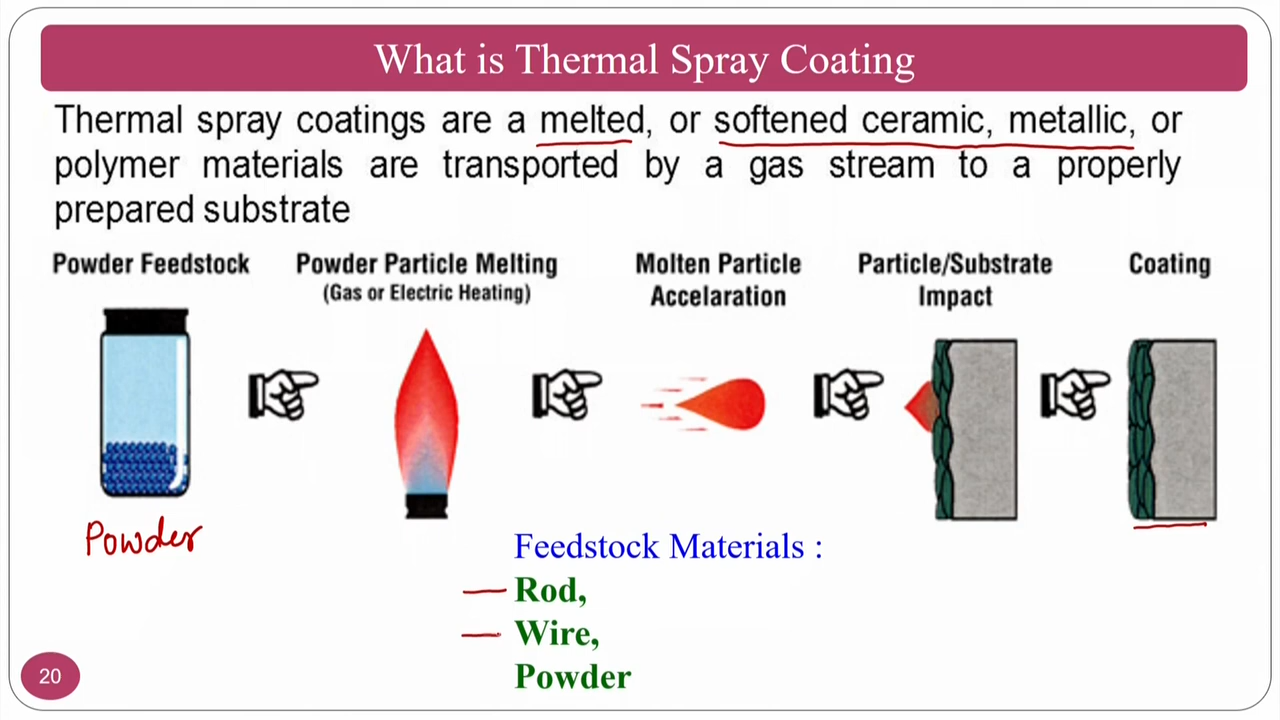 What is Thermal Spray Coating
Thermal spray coatings are a melted, or softened ceramic, metallic, or
polymer materials are transported by a gas stream to a properly
prepared substrate
Powder Feedstock
Powder Particle Melting
(Gas or Electric Heating)
Molten Particle
Accelaration
Particle/Substrate
Impact
Coating
Powder
Feedstock Materials :
Rod,
Wire,
Powder
20